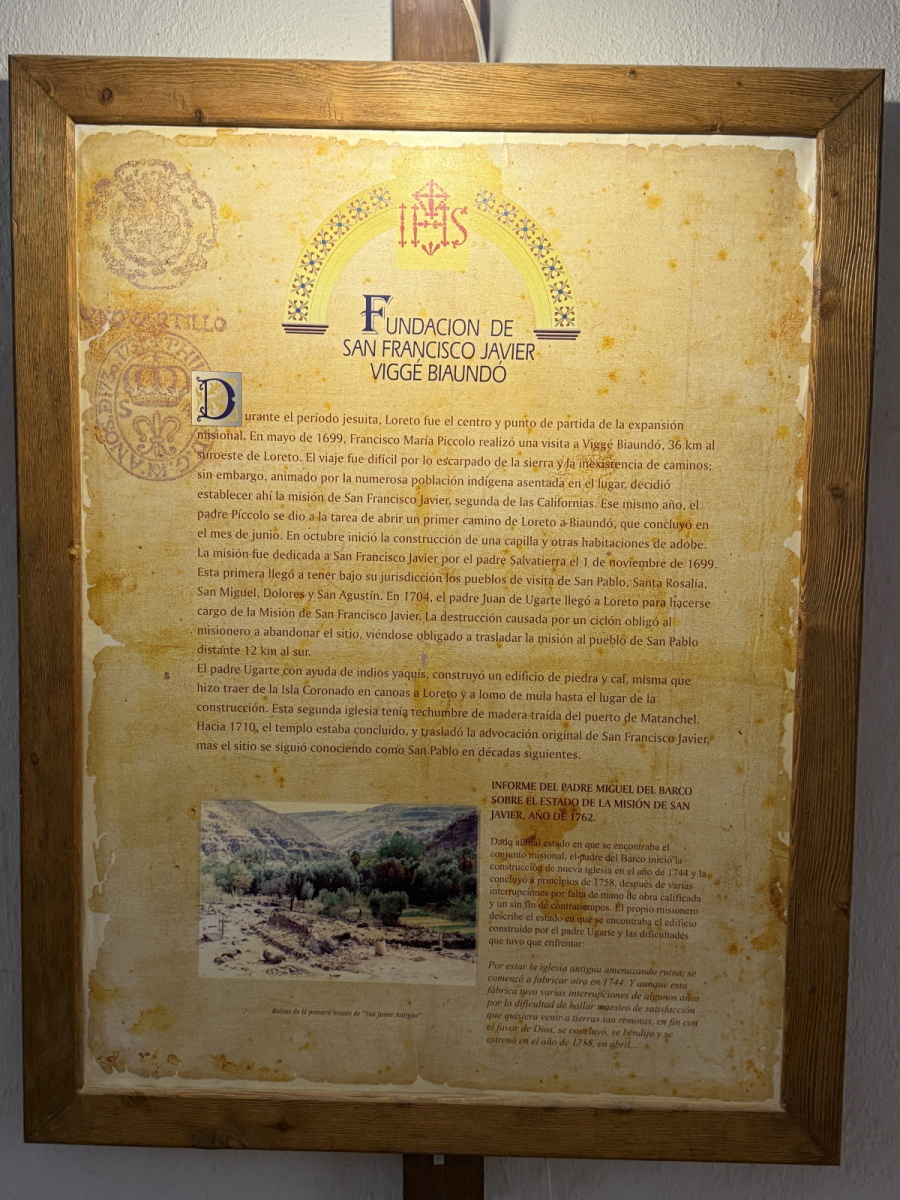 IHS
FUNDACION DE
SAN FRANCISCO JAVIER
VIGGÉ BIAUNDÓ
VNQVARTILLO
Durante el período jesuita, Loreto fue el centro y punto de partida de la expansión
misional. En mayo de 1699, Francisco María Píccolo realizó una visita a Viggé Biaundó, 36 km al
suroeste de Loreto. El viaje fue dificil por lo escarpado de la sierra y la inexistencia de caminos;
sin embargo, animado por la numerosa población indígena asentada en el lugar, decidió
establecer ahí la misión de San Francisco Javier, segunda de las Californias. Ese mismo año, el
padre Píccolo se dio a la tarea de abrir un primer camino de Loreto a Biaundó, que concluyó en
el mes de junio. En octubre inició la construcción de una capilla y otras habitaciones de adobe.
La misión fue dedicada a San Francisco Javier por el padre Salvatierra el 1 de noviembre de 1699.
Esta primera llegó a tener bajo su jurisdicción los pueblos de visita de San Pablo, Santa Rosalía,
San Miguel, Dolores y San Agustín. En 1704, el padre Juan de Ugarte llegó a Loreto para hacerse
cargo de la Misión de San Francisco Javier. La destrucción causada por un ciclón obligó al
misionero a abandonar el sitio, viéndose obligado a trasladar la misión al pueblo de San Pablo
distante 12 km al sur.
El padre Ugarte con ayuda de indios yaquis, construyó un edificio de piedra y cal, misma que
hizo traer de la Isla Coronado en canoas a Loreto y a lomo de mula hasta el lugar de la
construcción. Esta segunda iglesia tenía techumbre de madera traída del puerto de Matanchel.
Hacia 1710, el templo estaba concluido, y trasladó la advocación original de San Francisco Javier,
mas el sitio se siguió conociendo como San Pablo en décadas siguientes.
INFORME DEL PADRE MIGUEL DEL BARCO
SOBRE EL ESTADO DE LA MISIÓN DE SAN
JAVIER, AÑO DE 1762.
Dado al mal estado en que se encontraba el
conjunto misional, el padre del Barco inició la
construcción de nueva iglesia en el año de 1744 y la
concluyó a principios de 1758, después de varias
interrupciones por falta de mano de obra calificada
y un sin fin de contratiempos. El propio misionero
describe el estado en que se encontraba el edificio
construido por el padre Ugarte y las dificultades
que tuvo que enfrentar:
Por estar la iglesia antigua amenazando ruina, se
comenzó a fabricar otra en 1744. Y aunque esta
fábrica tuvo varias interrupciones de algunos años
por la dificultad de hallar maestro de satisfacción
que quisiera venir a tierras tan remotas, en fin con
el favor de Dios, se concluyó, se bendijo y se
estrenó en el año de 1758, en abril...
Ruinas de la primera misión de "San Javier Antiguo"